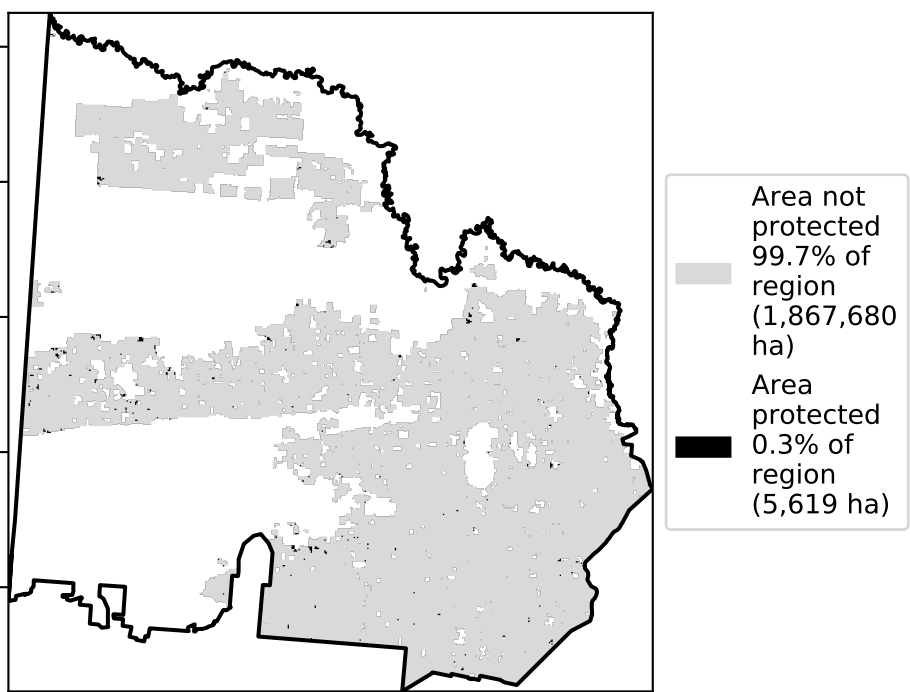 Area not
protected
99.7% of
region
(1,867,680
ha)
Area
protected
0.3% of
region
(5,619 ha)